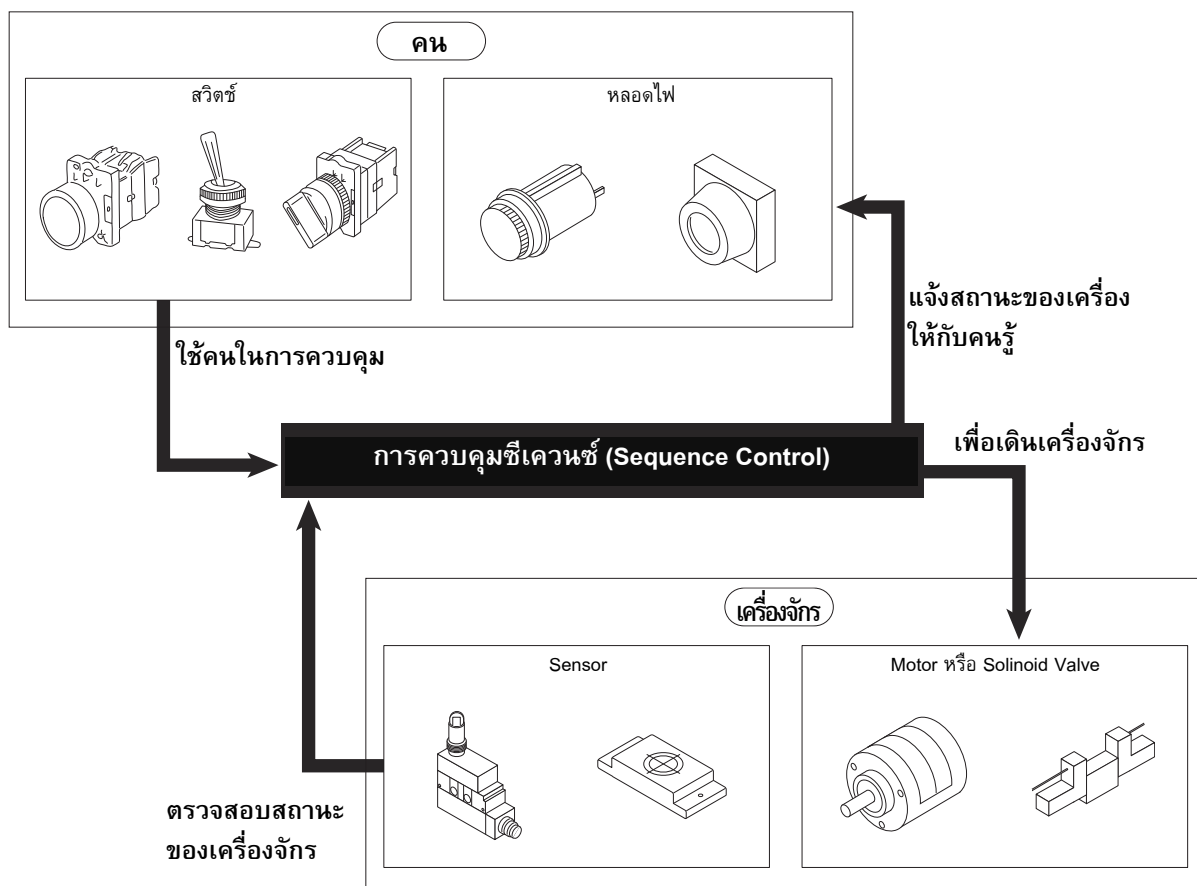 คน
สวิตช์
หลอดไฟ
แจ้งสถานะของเครื่อง
ให้กับคนรู้
ใช้คนในการควบคุม
การควบคุมซีเควนซ์ (Sequence Control)
เพื่อเดินเครื่องจักร
เครื่องจักร
Sensor
Motor หรือ Solinoid Valve
ตรวจสอบสถานะ
ของเครื่องจักร